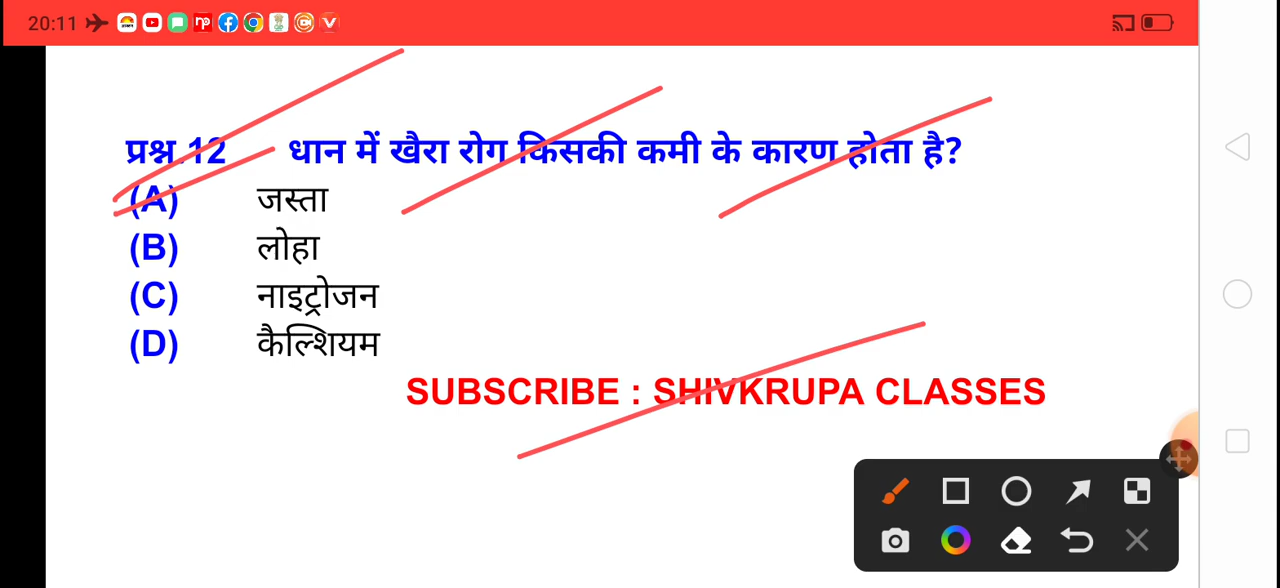 20:11
प्रश्न.12 धान में खैरा रोग किसकी कमी के कारण होता है?
(A) जस्ता
(B) लोहा
(C) नाइट्रोजन
(D) कैल्शियम
SUBSCRIBE : SHIVKRUPA CLASSES